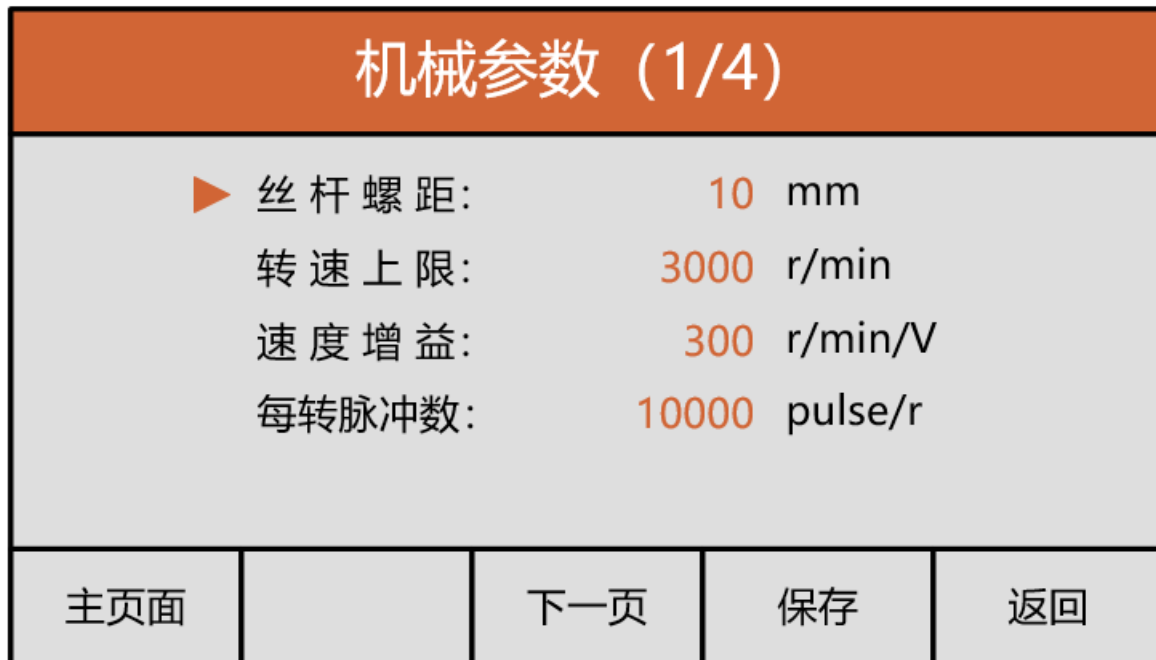 机械参数（1/4）
丝杆螺距： 10 mm
转速上限： 3000 r/min
速度增益： 300 r/min/V
每转脉冲数： 10000 pulse/r
主页面 下一页 保存 返回